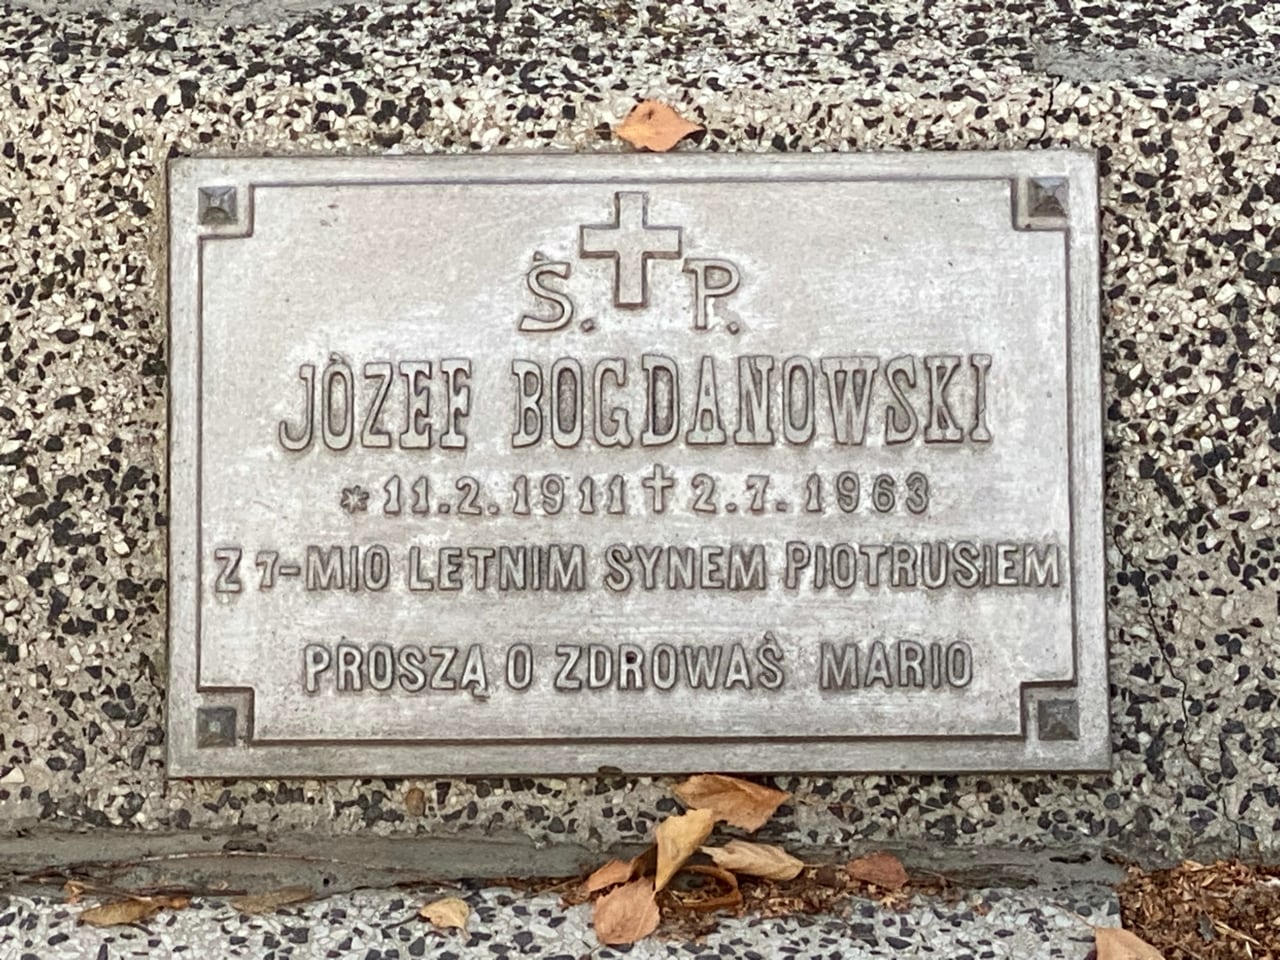 Ś. P.
JÓZEF BOGDANOWSKI
*11.2.1911✝2.7.1963
Z 7-MIO LETNIM SYNEM PIOTRUSIEM
PROSZĄ O ZDROWAŚ MARIO